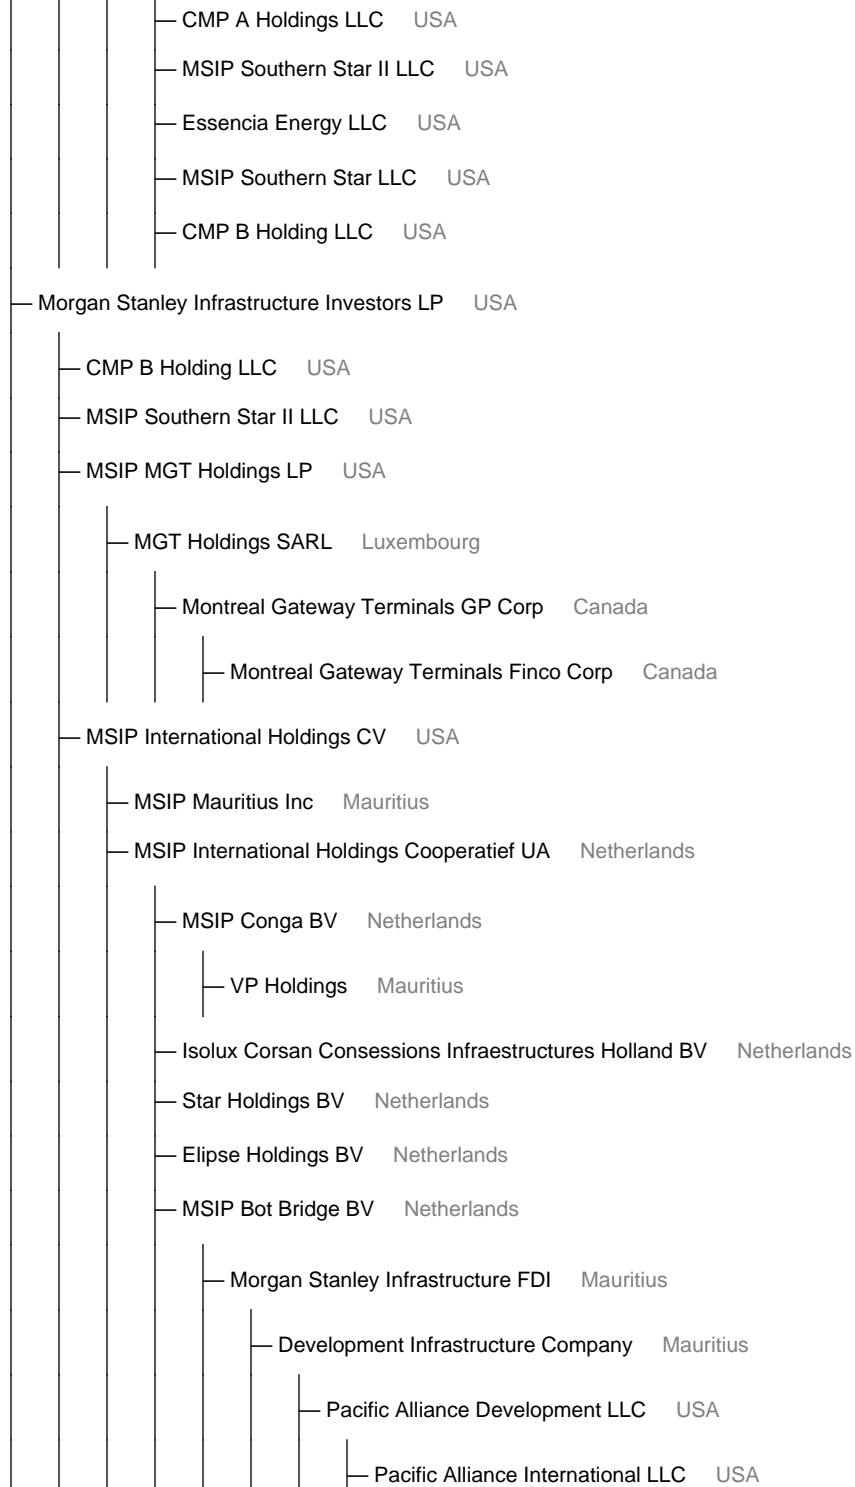 CMP A Holdings LLC USA
MSIP Southern Star II LLC USA
Essencia Energy LLC USA
MSIP Southern Star LLC USA
CMP B Holding LLC USA
Morgan Stanley Infrastructure Investors LP USA
CMP B Holding LLC USA
MSIP Southern Star II LLC USA
MSIP MGT Holdings LP USA
MGT Holdings SARL Luxembourg
Montreal Gateway Terminals GP Corp Canada
Montreal Gateway Terminals Finco Corp Canada
MSIP International Holdings CV USA
MSIP Mauritius Inc Mauritius
MSIP International Holdings Cooperatief UA Netherlands
MSIP Conga BV Netherlands
VP Holdings Mauritius
Isolux Corsan Consessions Infraestructures Holland BV Netherlands
Star Holdings BV Netherlands
Elipse Holdings BV Netherlands
MSIP Bot Bridge BV Netherlands
Morgan Stanley Infrastructure FDI Mauritius
Development Infrastructure Company Mauritius
Pacific Alliance Development LLC USA
Pacific Alliance International LLC USA